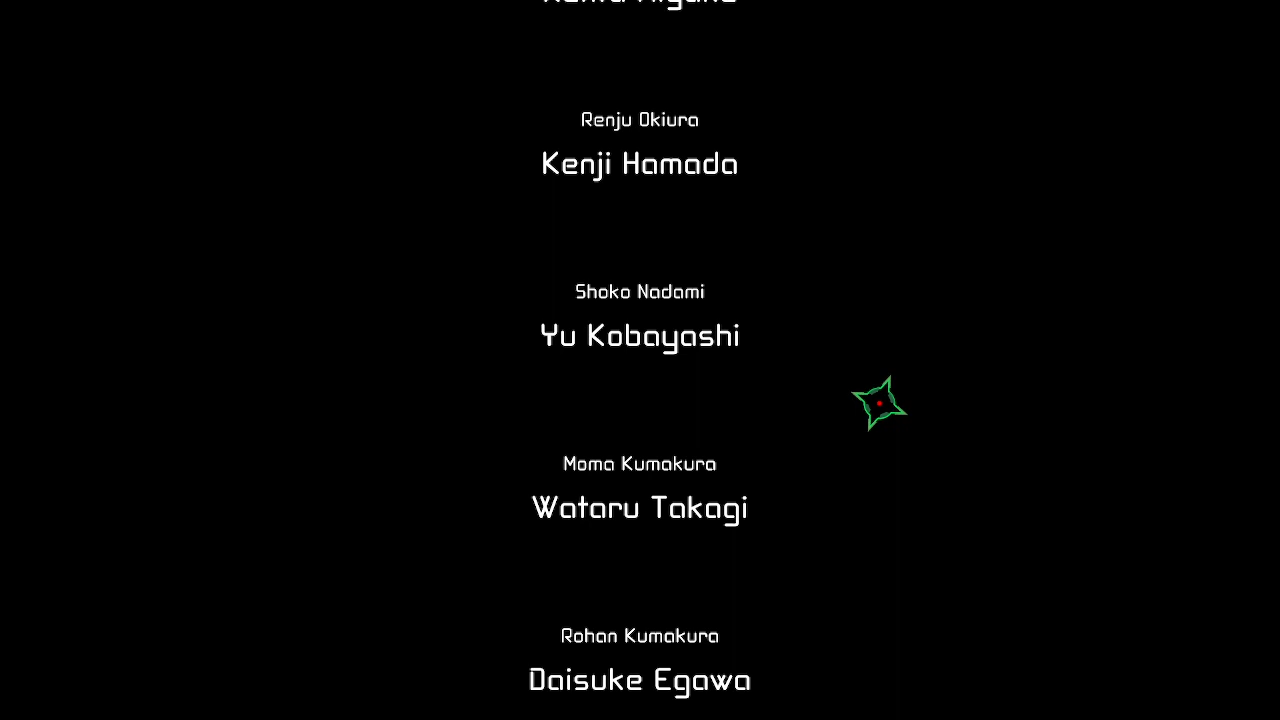 Renju Okiura
Kenji Hamada
Shoko Nadami
Yu Kobayashi
Moma Kumakura
Wataru Takagi
Rohan Kumakura
Daisuke Egawa